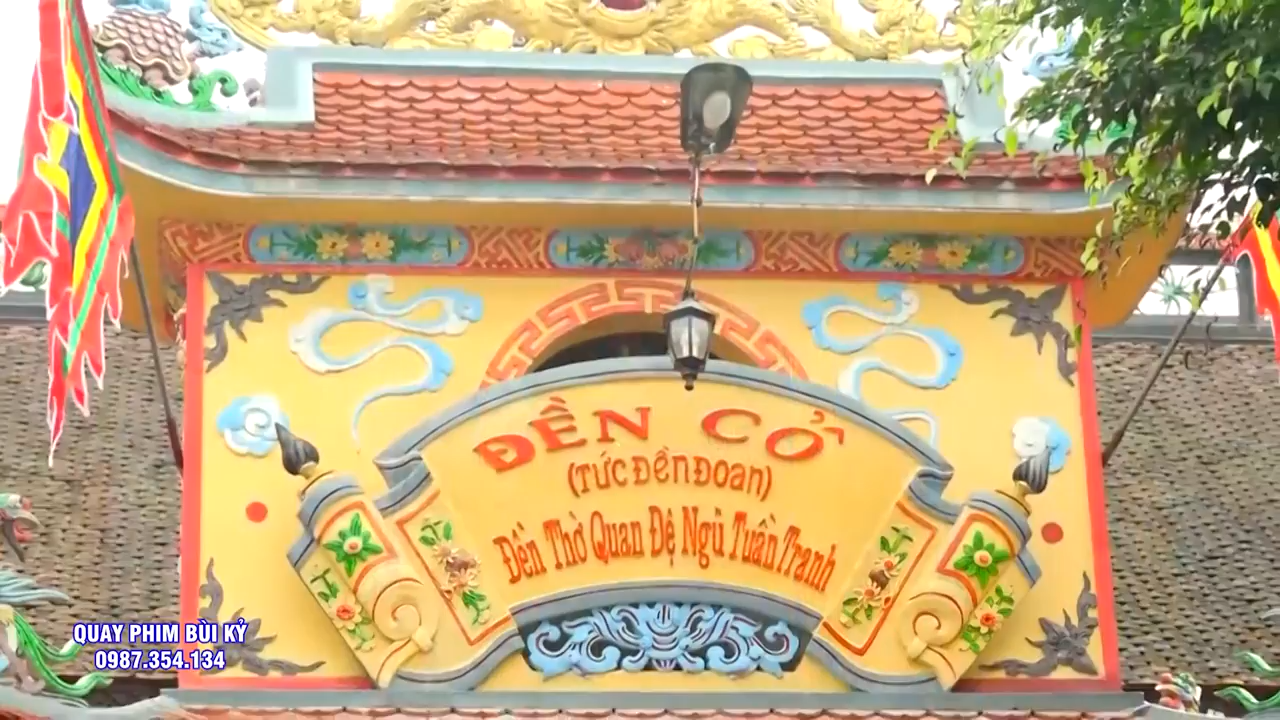 ĐỀN CỔ
(TỨC ĐỀN ĐOAN)
Đền Thờ Quan Đệ Ngũ Tuần Tranh
QUAY PHIM BÙI KỶ
0987.354.134